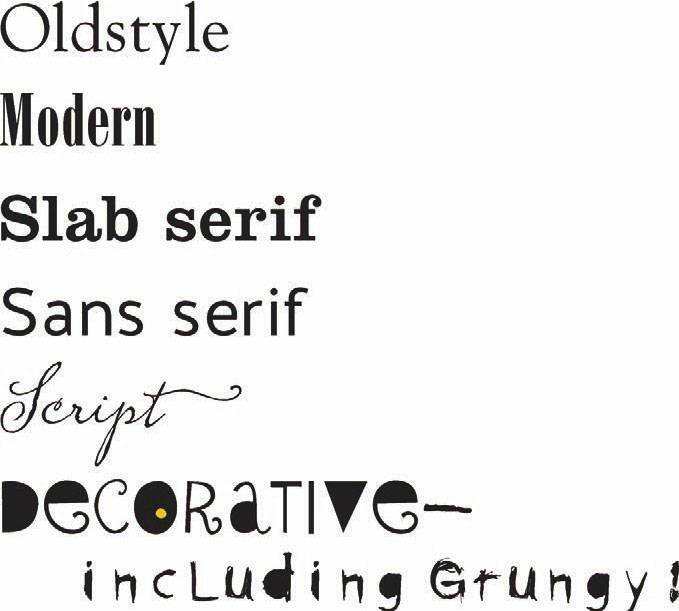 Oldstyle
Modern
Slab serif
Sans serif
Script
DECORATIVE—
including Grungy!